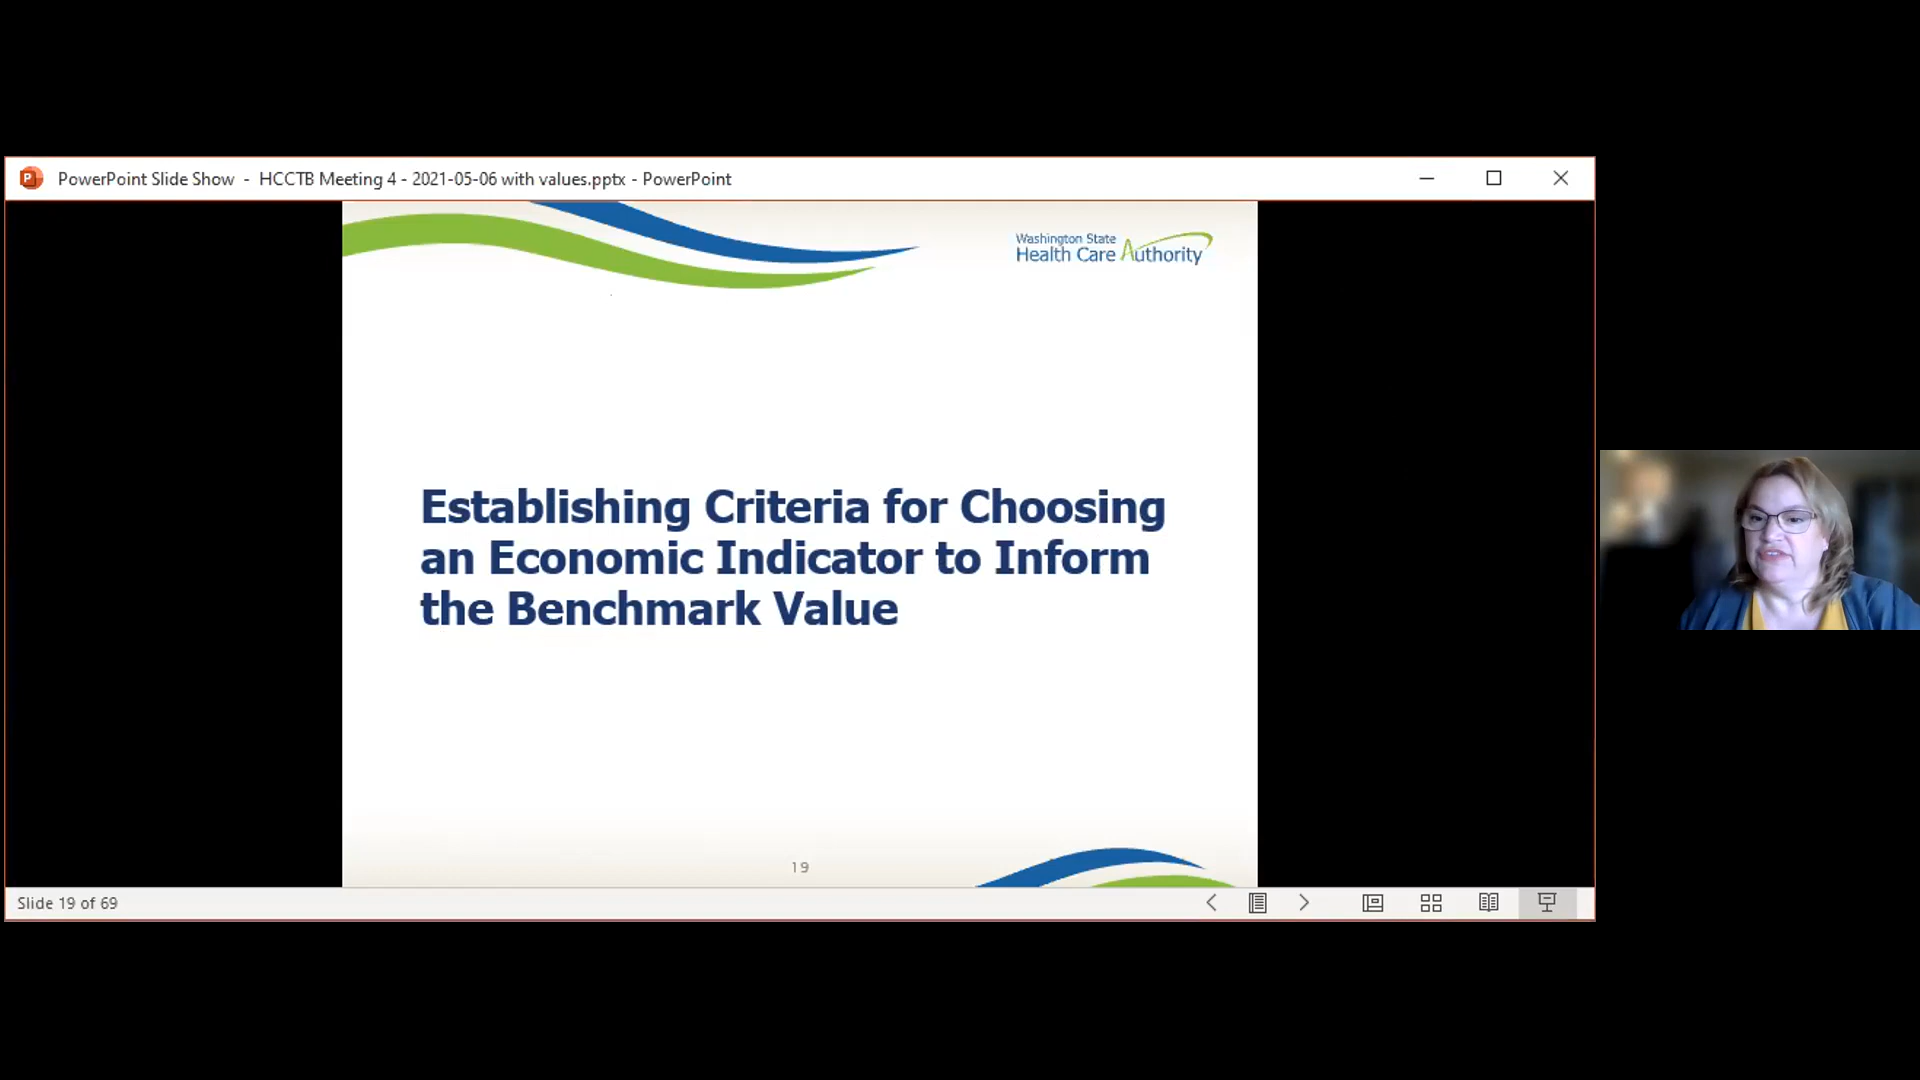 PowerPoint Slide Show - HCCTB Meeting 4 - 2021-05-06 with values.pptx - PowerPoint
Washington State
Health Care Authority
Establishing Criteria for Choosing
an Economic Indicator to Inform
the Benchmark Value
19
Slide 19 of 69